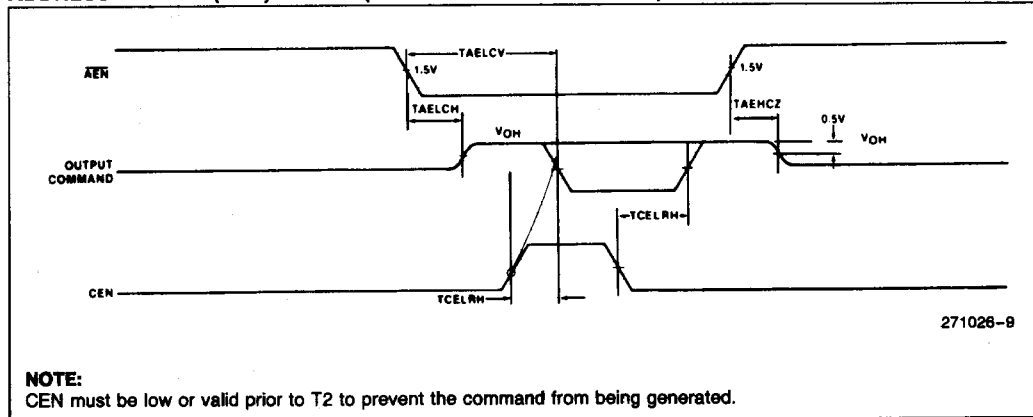 TAELCV
AEN
1.5V
1.5V
TAELCH
TAEHCZ
0.5V
VOH
VOH
OUTPUT
COMMAND
TCELRH
CEN
TCELRH
271026-9
NOTE:
CEN must be low or valid prior to T2 to prevent the command from being generated.